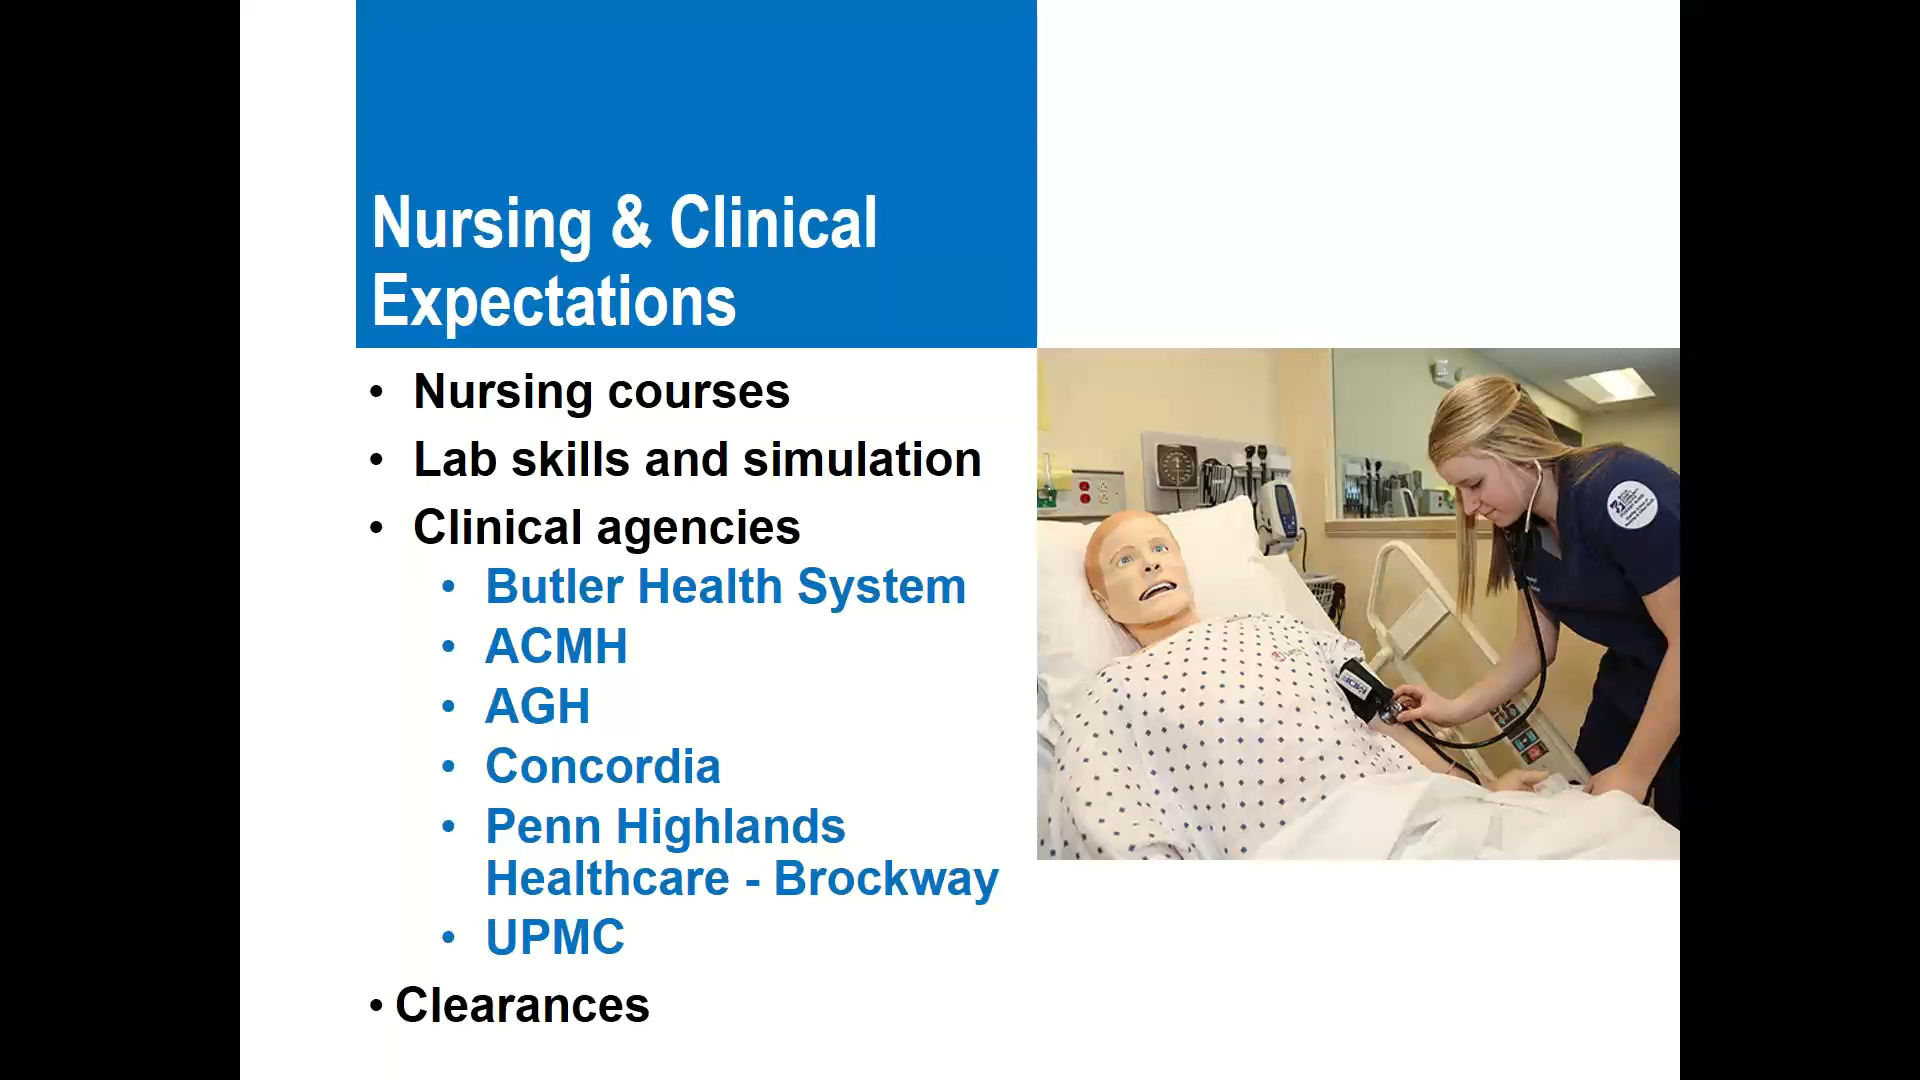 Nursing & Clinical
Expectations
• Nursing courses
• Lab skills and simulation
• Clinical agencies
• Butler Health System
• ACMH
• AGH
• Concordia
• Penn Highlands
Healthcare - Brockway
• UPMC
• Clearances